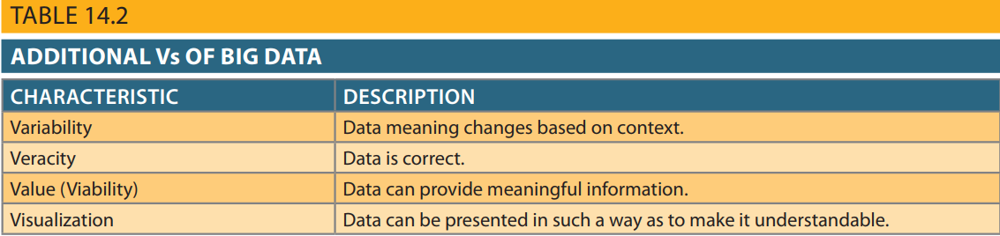 TABLE 14.2
ADDITIONAL Vs OF BIG DATA
CHARACTERISTIC DESCRIPTION
Variability Data meaning changes based on context.
Veracity Data is correct.
Value (Viability) Data can provide meaningful information.
Visualization Data can be presented in such a way as to make it understandable.